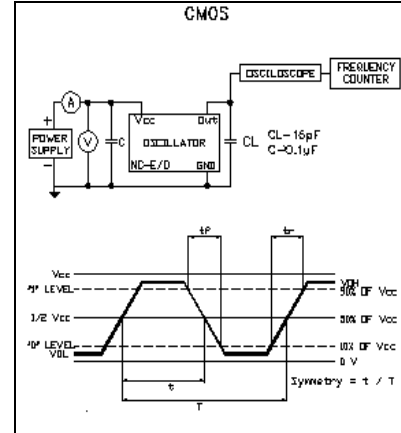 CMOS
OSCILOSCOPE
FREQUENCY
COUNTER
A
+
Vcc
Out
POWER
SUPPLY
V
C
OSCILLATOR
CL
CL-15pF
C-0.1µF
-
NC-E/D
GND
tf
tr
Vcc
VOH
"1" LEVEL
90% OF Vcc
1/2 Vcc
50% OF Vcc
"0" LEVEL
10% OF Vcc
VOL
0 V
t
Symmetry = t / T
T